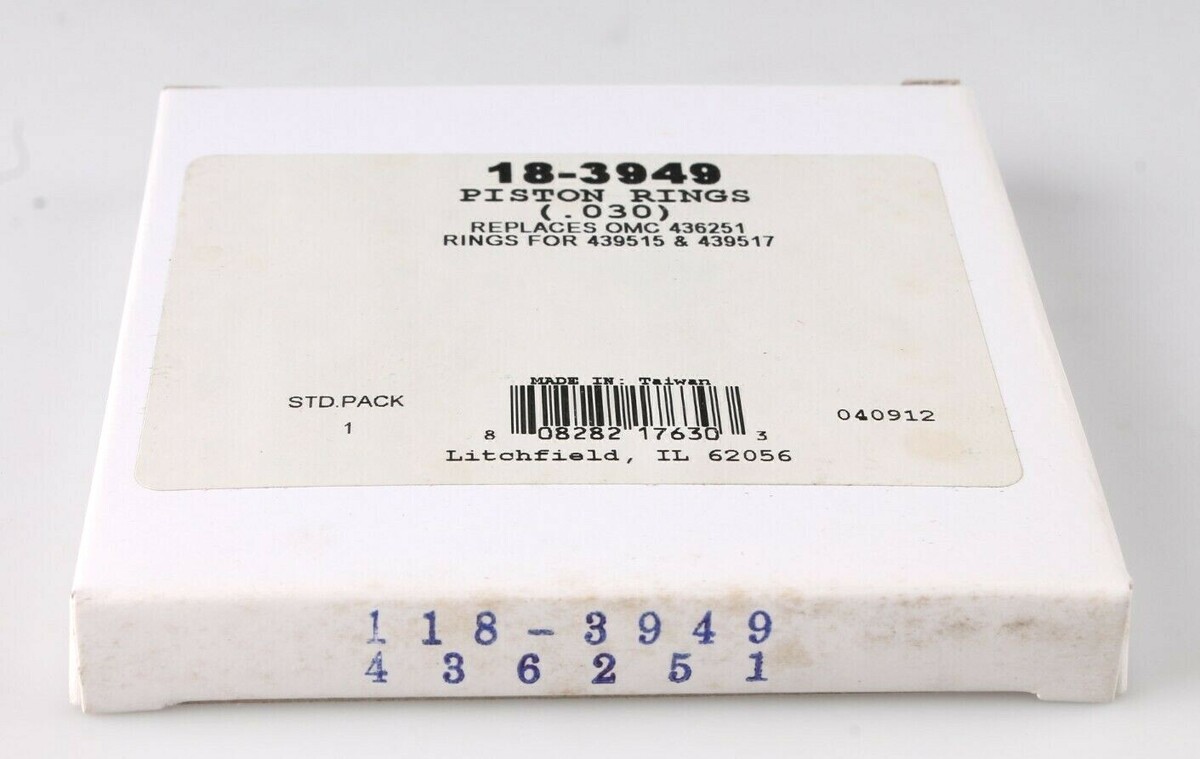 18-3949
PISTON RINGS
(.030)
REPLACES OMC 436251
RINGS FOR 439515 & 439517
MADE IN: Taiwan
STD.PACK
1
8 08282 17630 3
040912
Litchfield, IL 62056
118-3949
436251